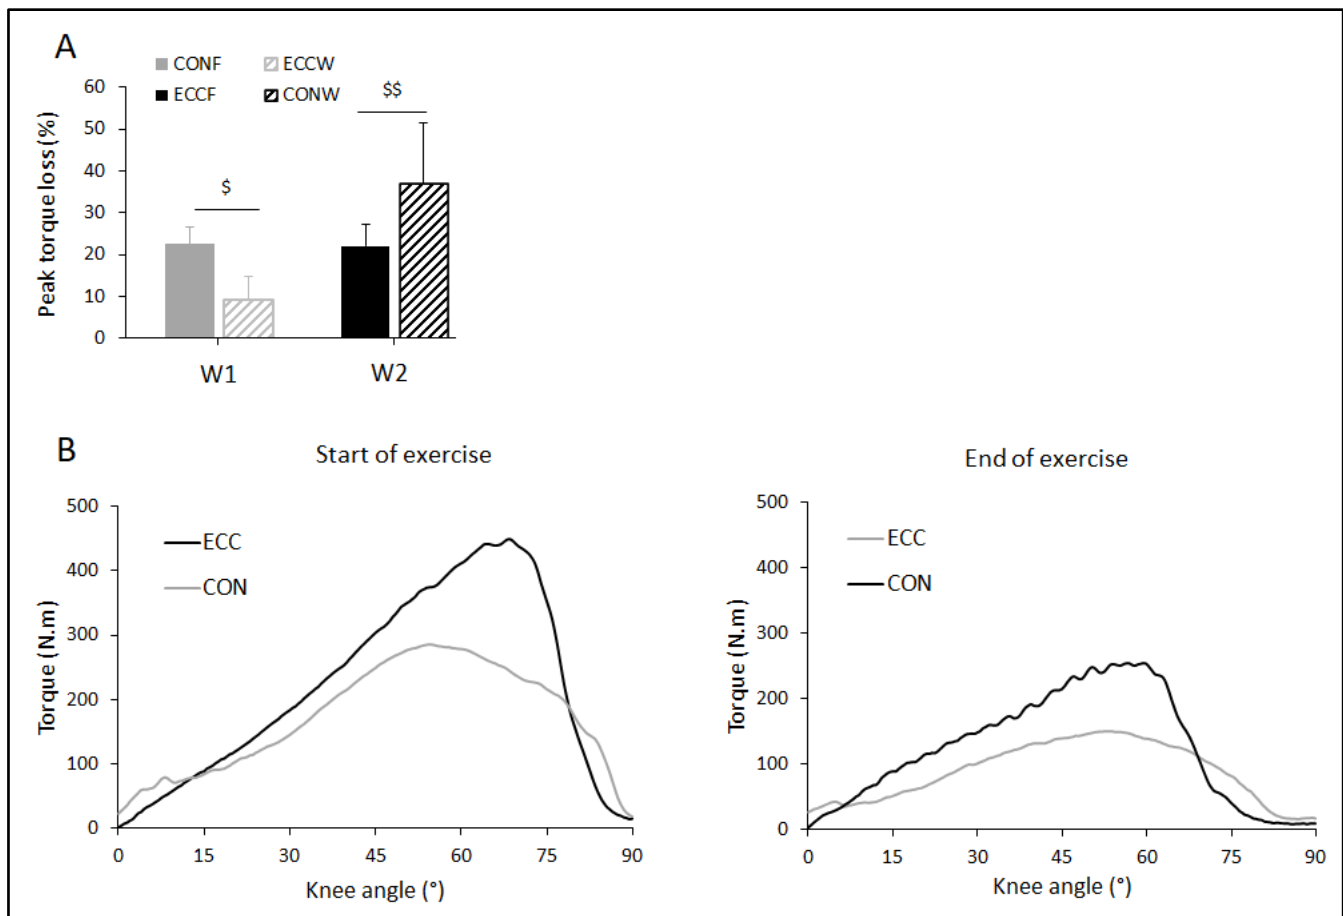 A
CONF
ECCW
ECCF
CONW
Peak torque loss (%)
60
50
40
30
20
10
0
$
$$
W1
W2
B
Start of exercise
Torque (N.m)
500
400
300
200
100
0
ECC
CON
0 15 30 45 60 75 90
Knee angle (°)
End of exercise
Torque (N.m)
500
400
300
200
100
0
ECC
CON
0 15 30 45 60 75 90
Knee angle (°)